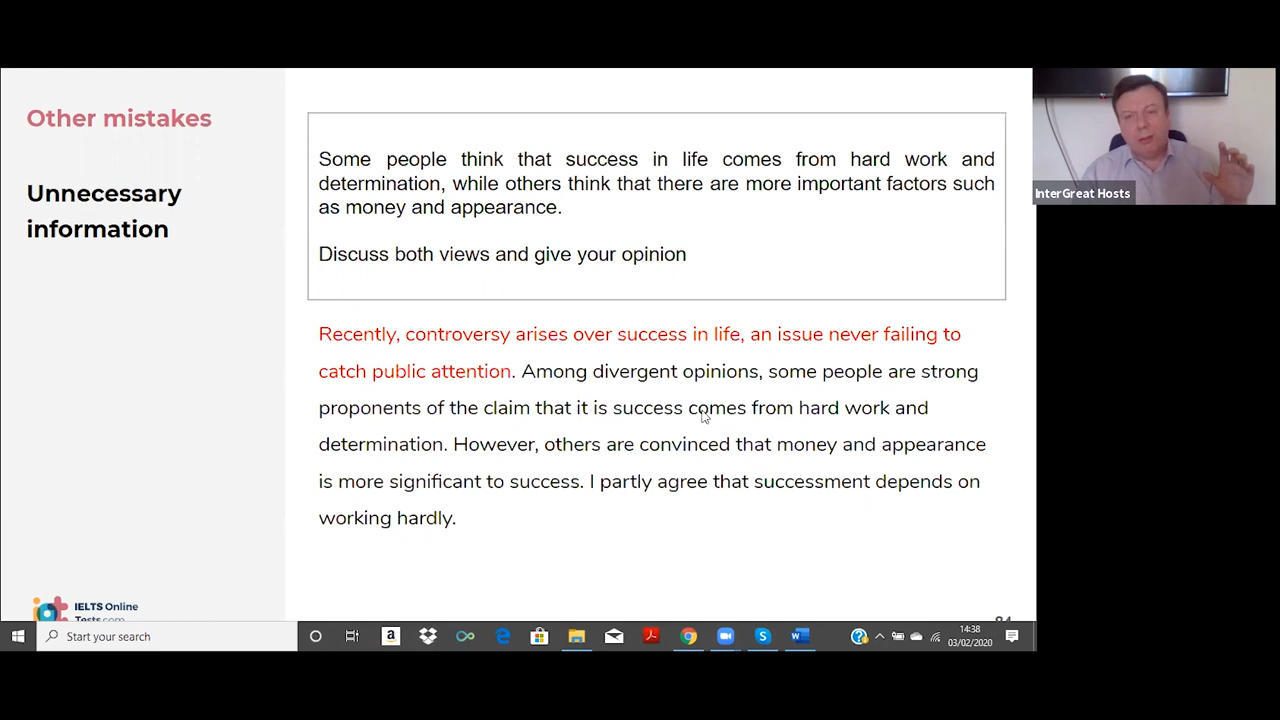 Other mistakes
Unnecessary
information
Some people think that success in life comes from hard work and
determination, while others think that there are more important factors such
as money and appearance.
Discuss both views and give your opinion
Recently, controversy arises over success in life, an issue never failing to
catch public attention. Among divergent opinions, some people are strong
proponents of the claim that it is success comes from hard work and
determination. However, others are convinced that money and appearance
is more significant to success. I partly agree that successment depends on
working hardly.
InterGreat Hosts
IELTS Online
Tests.com
Start your search
14:38
03/02/2020